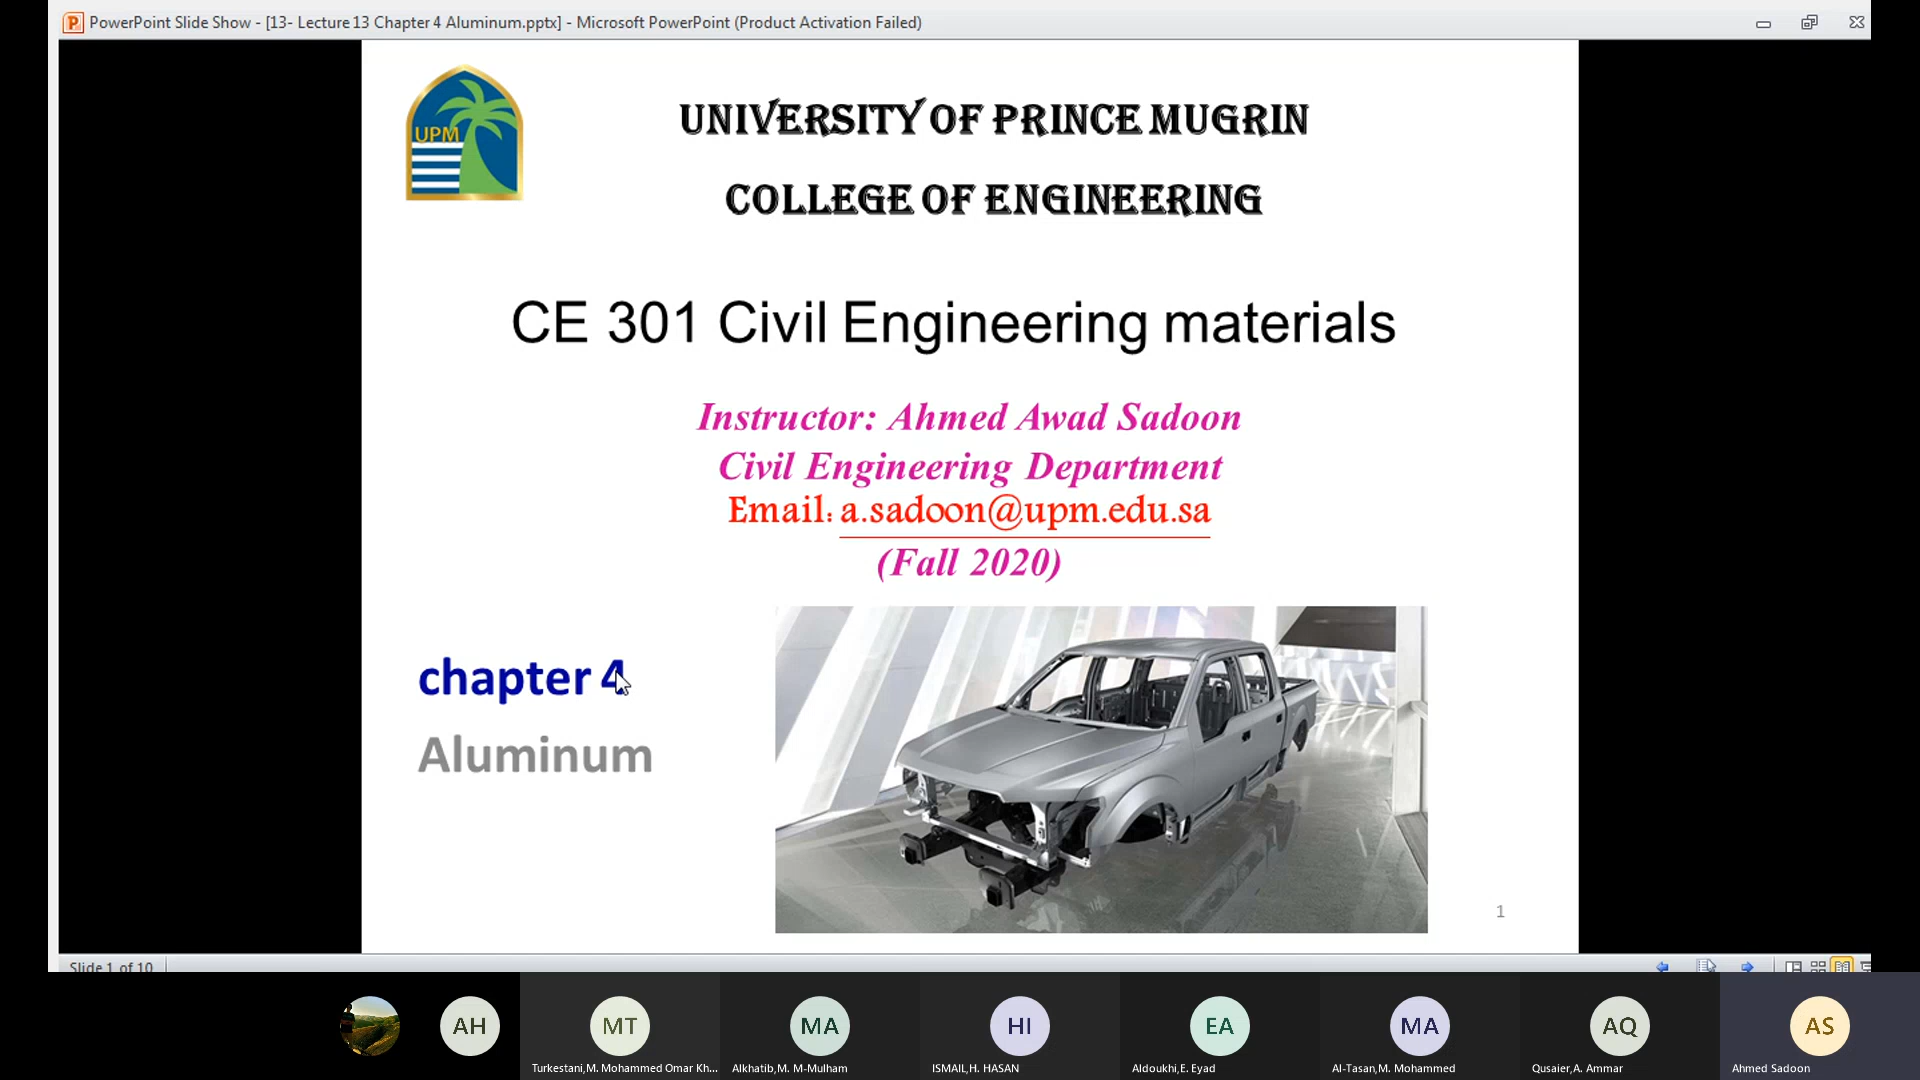 PowerPoint Slide Show - [13- Lecture 13 Chapter 4 Aluminum.pptx] - Microsoft PowerPoint (Product Activation Failed)
UPM
UNIVERSITY OF PRINCE MUGRIN
COLLEGE OF ENGINEERING
CE 301 Civil Engineering materials
Instructor: Ahmed Awad Sadoon
Civil Engineering Department
Email: a.sadoon@upm.edu.sa
(Fall 2020)
chapter 4
Aluminum
1
Slide 1 of 10
AH
MT
MA
HI
EA
MA
AQ
AS
Turkestani,M. Mohammed Omar Kh...
Alkhatib,M. M-Mulham
ISMAIL,H. HASAN
Aldoukhi,E. Eyad
Al-Tasan,M. Mohammed
Qusaier,A. Ammar
Ahmed Sadoon